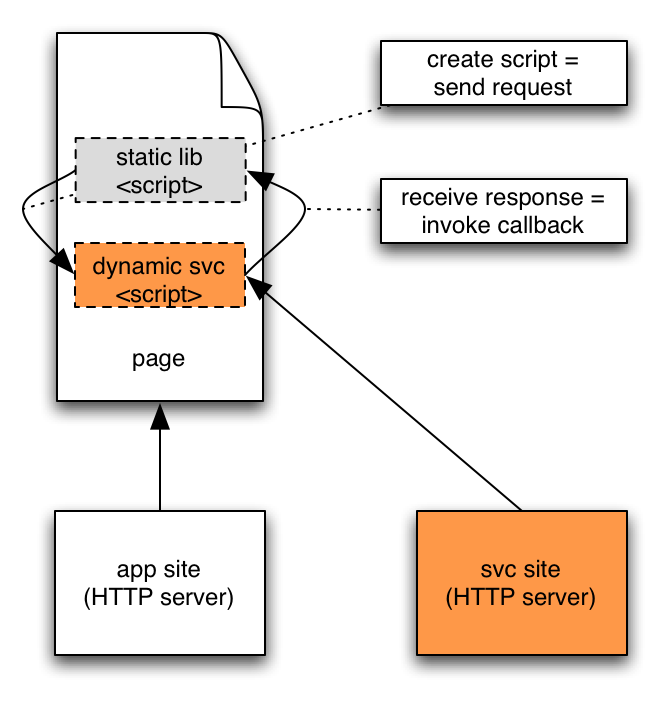 create script =
send request
static lib
<script>
receive response =
invoke callback
dynamic svc
<script>
page
app site
(HTTP server)
svc site
(HTTP server)